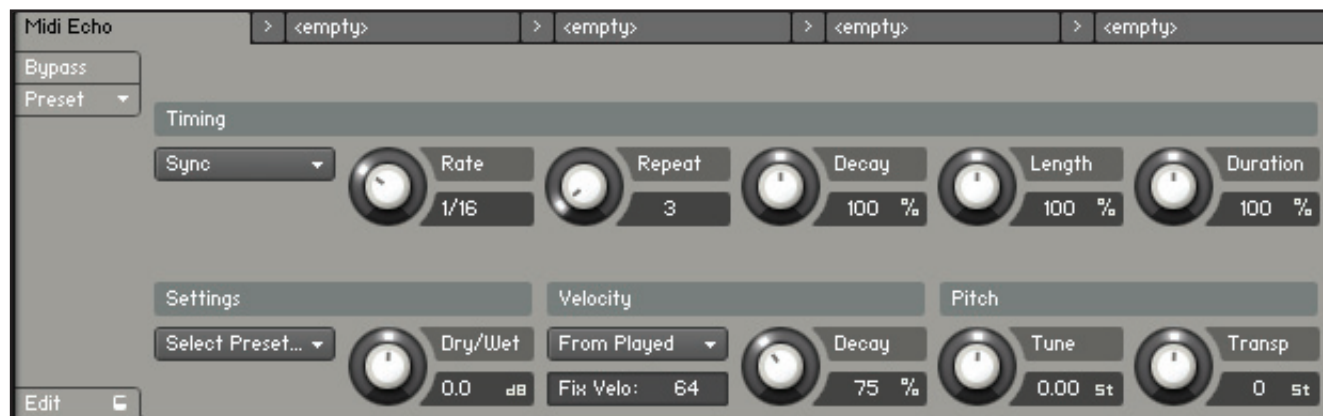 Midi Echo > <empty> > <empty> > <empty> > <empty>
Bypass
Preset
Timing
Sync Rate Repeat Decay Length Duration
1/16 3 100 % 100 % 100 %
Settings Velocity Pitch
Select Preset... Dry/Wet From Played Decay Tune Transp
0.0 dB Fix Velo: 64 75 % 0.00 St 0 St
Edit